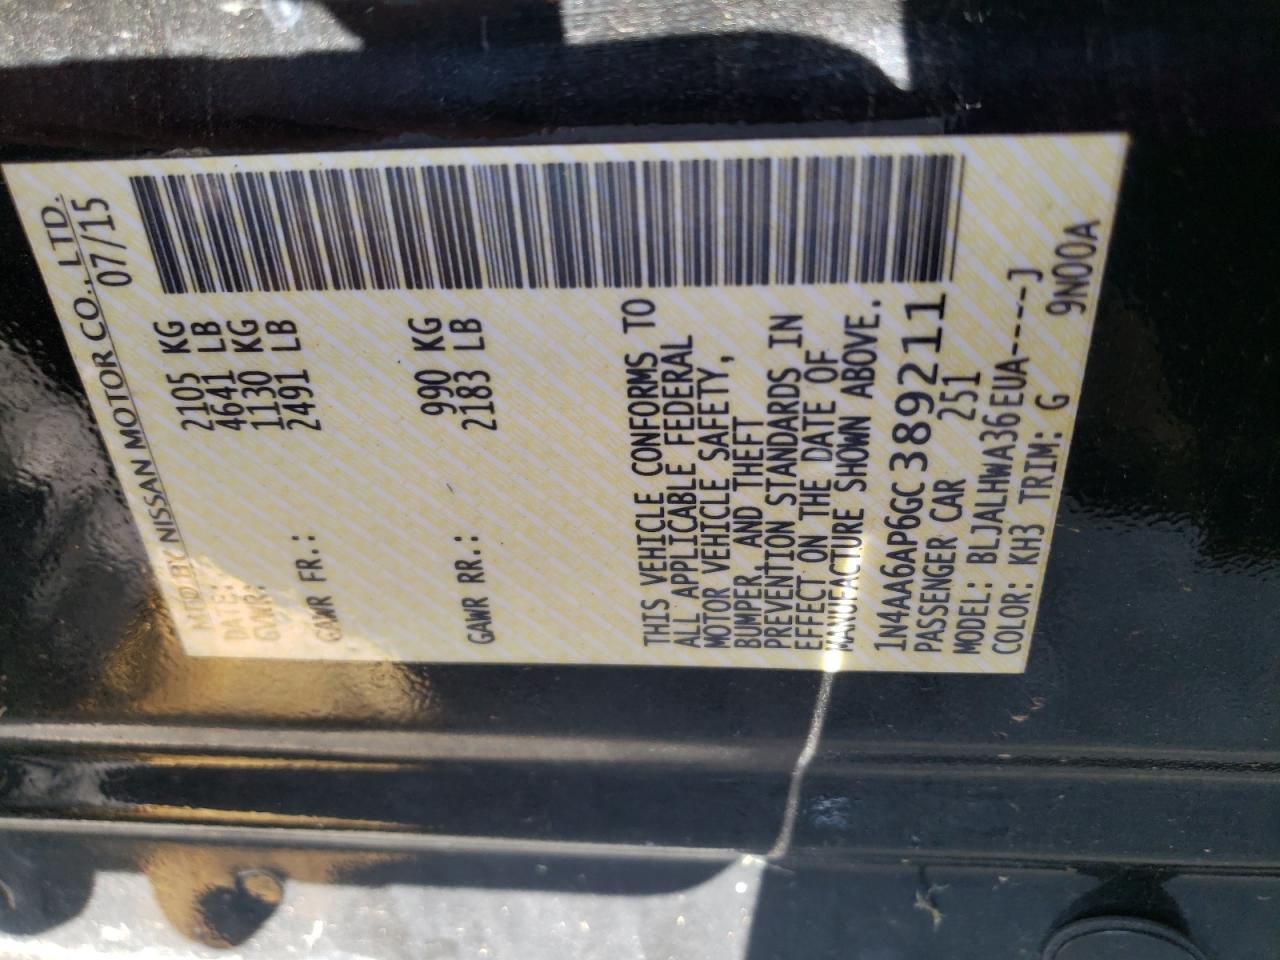 MFD BY NISSAN MOTOR CO., LTD.
DATE: 07/15
GVWR: 2105 KG
4641 LB
GAWR FR.: 1130 KG
2491 LB
GAWR RR.: 990 KG
2183 LB
THIS VEHICLE CONFORMS TO
ALL APPLICABLE FEDERAL
MOTOR VEHICLE SAFETY,
BUMPER, AND THEFT
PREVENTION STANDARDS IN
EFFECT ON THE DATE OF
MANUFACTURE SHOWN ABOVE.
1N4AA6AP6GC389211
PASSENGER CAR 251
MODEL: BLJALHWA36EUA-----J
COLOR: KH3 TRIM: G 9N00A